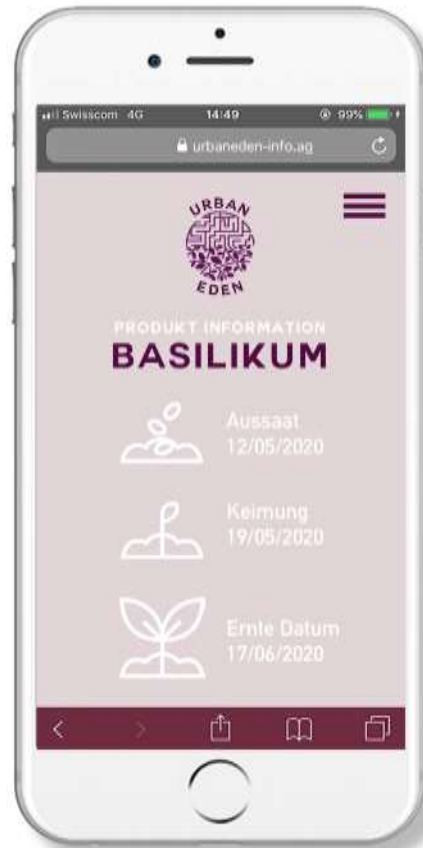 Swisscom 4G 14:49 99%
urbaneden-info.ag
URBAN
EDEN
PRODUKT INFORMATION
BASILIKUM
Aussaat
12/05/2020
Keimung
19/05/2020
Ernte Datum
17/06/2020